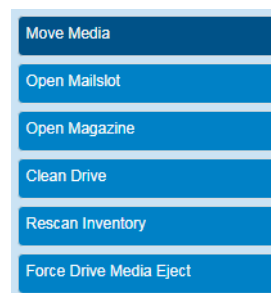 Move Media
Open Mailslot
Open Magazine
Clean Drive
Rescan Inventory
Force Drive Media Eject